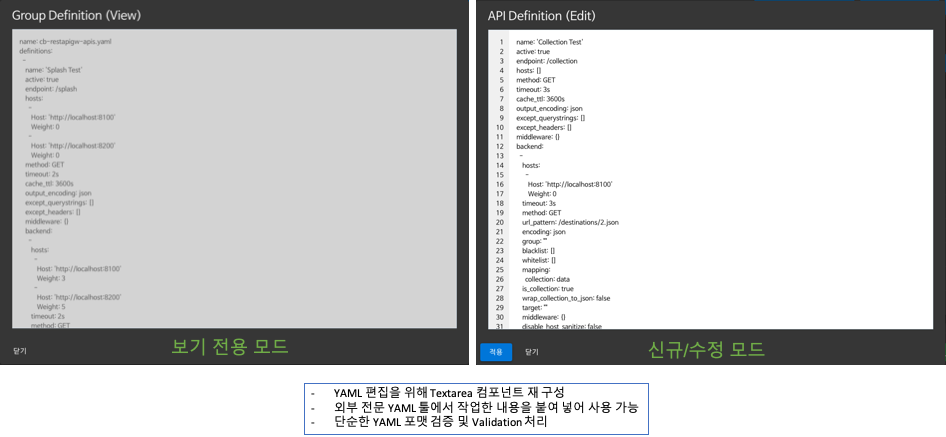 Group Definition (View)
name: cb-restapigw-apis.yaml
definitions:
-
name: 'Splash Test'
active: true
endpoint: /splash
hosts:
-
Host: 'http://localhost:8100'
Weight: 0
-
Host: 'http://localhost:8200'
Weight: 0
method: GET
timeout: 2s
cache_ttl: 3600s
output_encoding: json
except_querystrings: []
except_headers: []
middleware: {}
backend:
-
hosts:
-
Host: 'http://localhost:8100'
Weight: 3
-
Host: 'http://localhost:8200'
Weight: 5
timeout: 2s
method: GET
닫기
보기 전용 모드
API Definition (Edit)
1 name: 'Collection Test'
2 active: true
3 endpoint: /collection
4 hosts: []
5 method: GET
6 timeout: 3s
7 cache_ttl: 3600s
8 output_encoding: json
9 except_querystrings: []
10 except_headers: []
11 middleware: {}
12 backend:
13 -
14 hosts:
15 -
16 Host: 'http://localhost:8100'
17 Weight: 0
18 timeout: 3s
19 method: GET
20 url_pattern: /destinations/2.json
21 encoding: json
22 group: ""
23 blacklist: []
24 whitelist: []
25 mapping:
26 collection: data
27 is_collection: true
28 wrap_collection_to_json: false
29 target: ""
30 middleware: {}
31 disable_host_sanitize: false
적용 닫기
신규/수정 모드
- YAML 편집을 위해 Textarea 컴포넌트 재 구성
- 외부 전문 YAML 툴에서 작업한 내용을 붙여 넣어 사용 가능
- 단순한 YAML 포맷 검증 및 Validation 처리